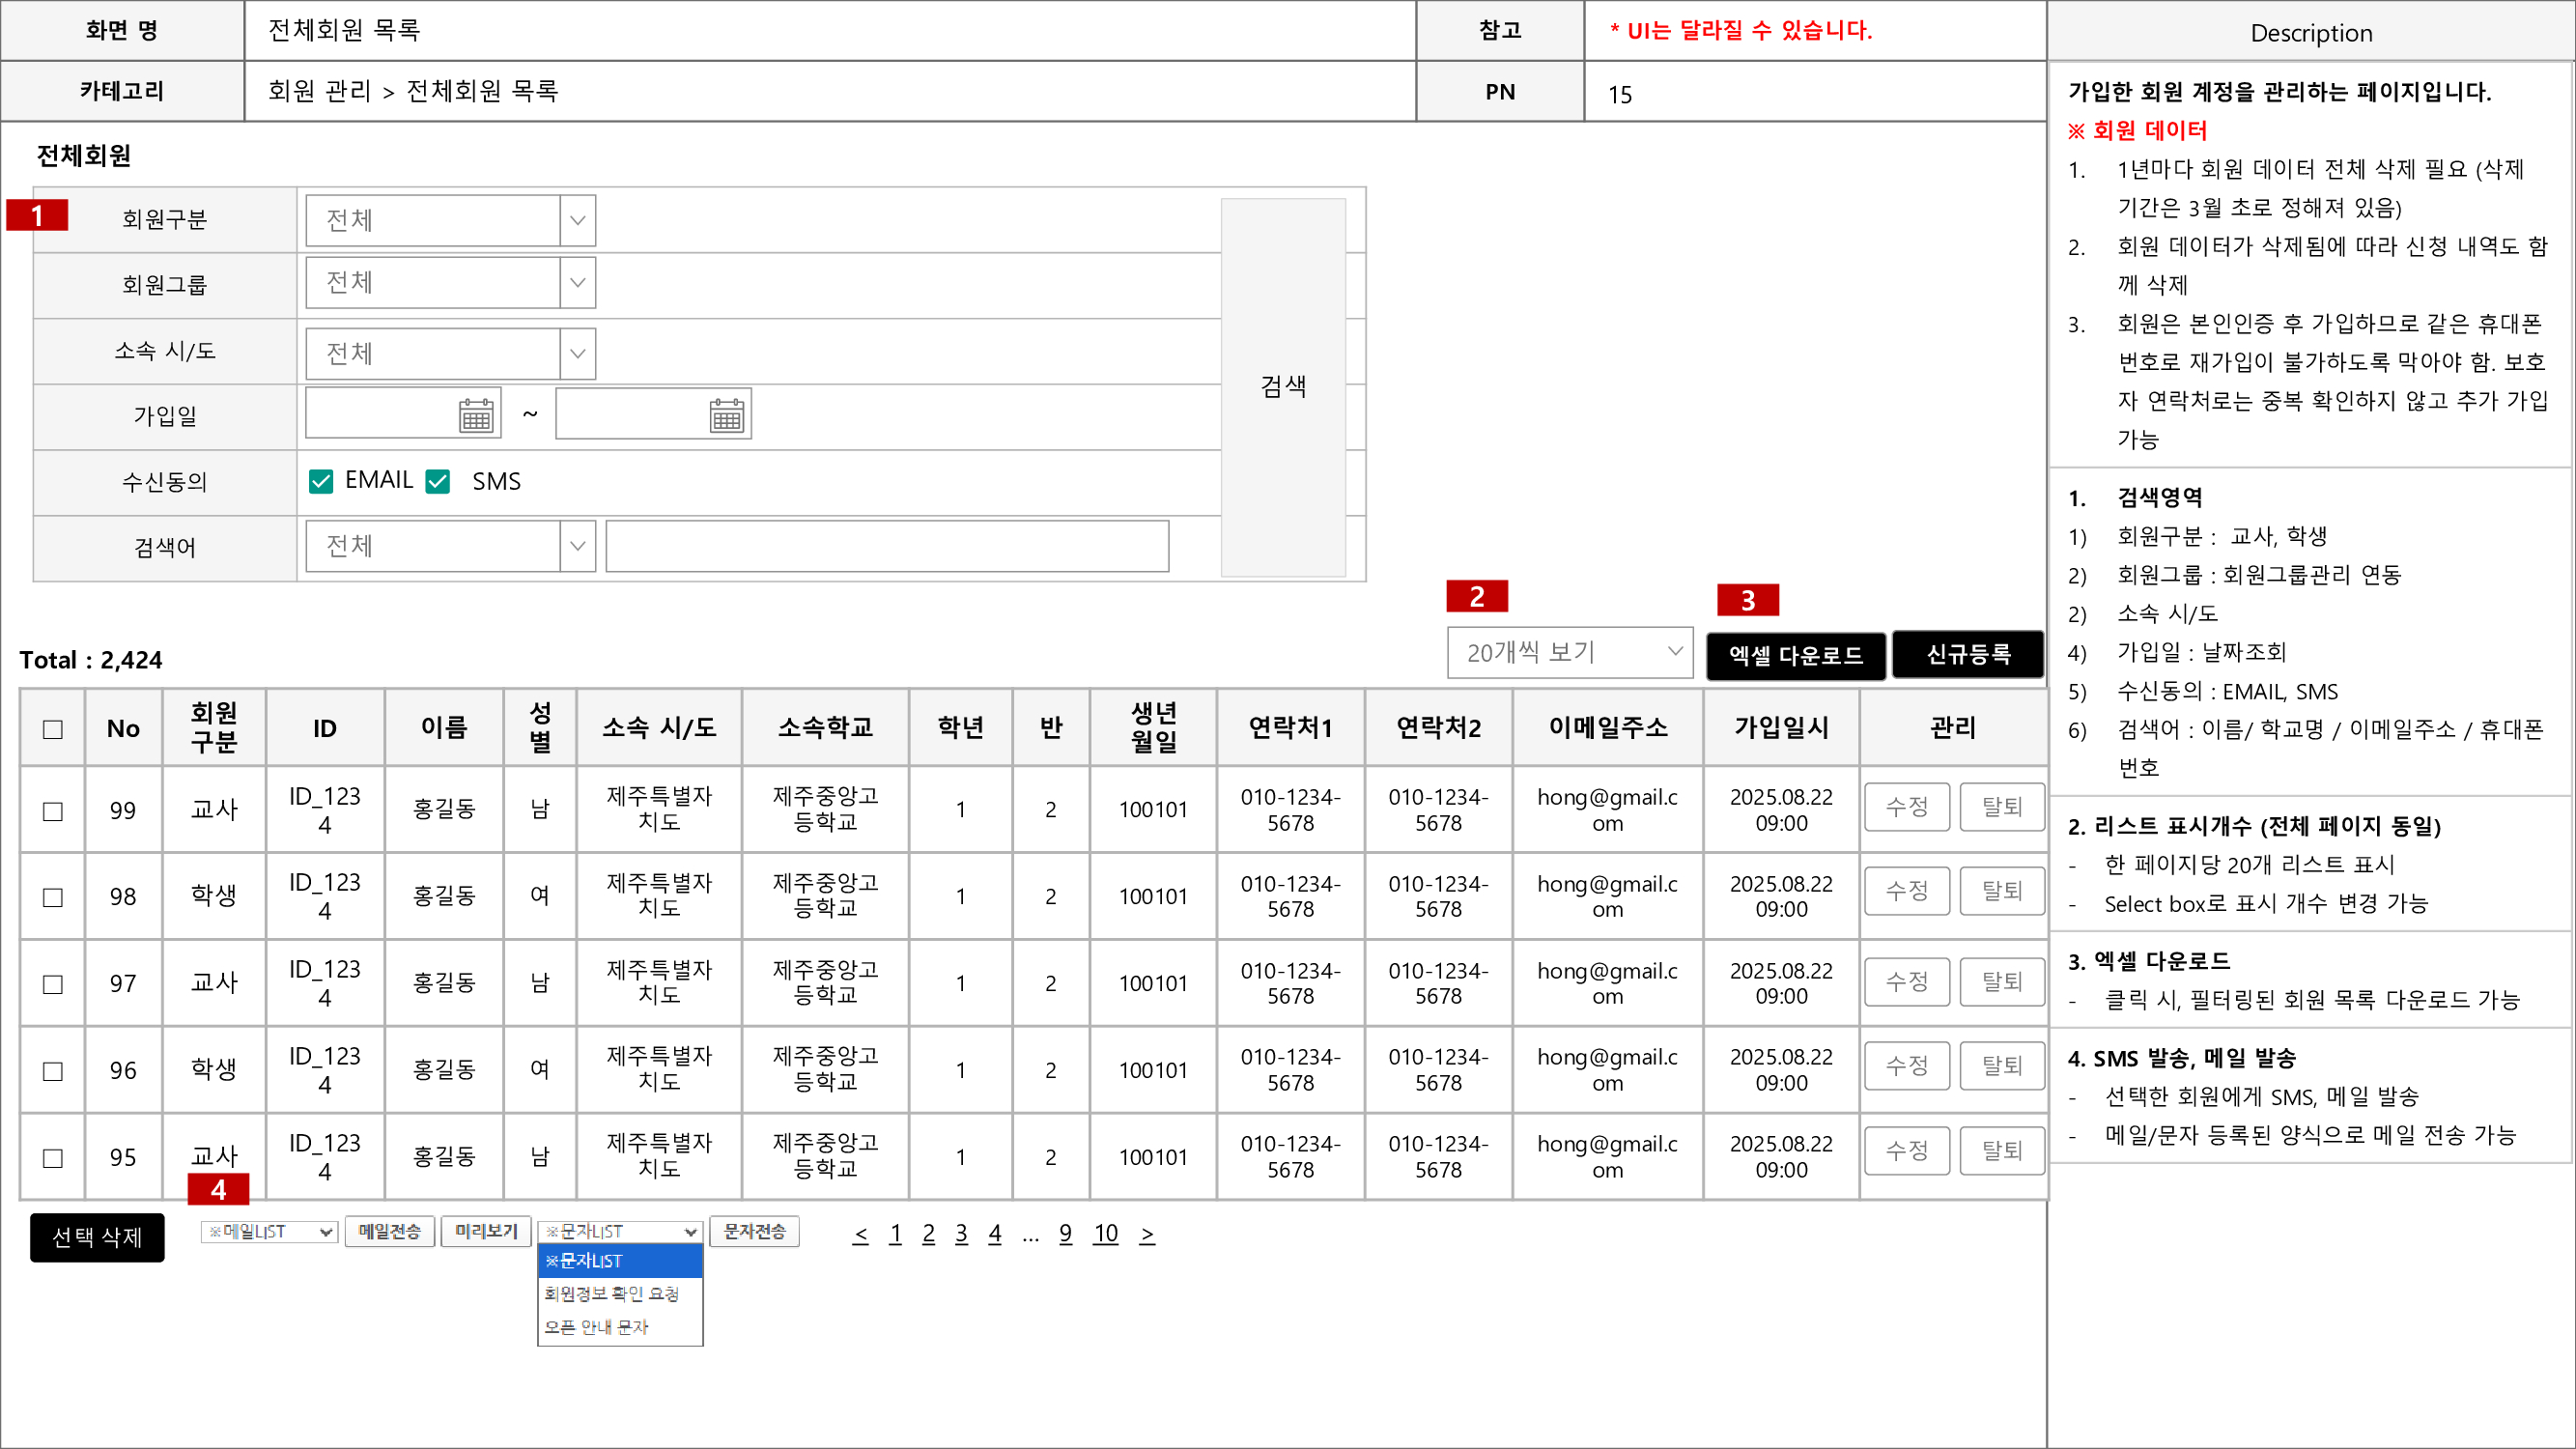 화면 명
전체회원 목록
참고
* UI는 달라질 수 있습니다.
Description
카테고리
회원 관리 > 전체회원 목록
PN
15
전체회원
1
회원구분
전체
회원그룹
전체
소속 시/도
전체
가입일
~
수신동의
EMAIL
SMS
검색어
전체
검색
2
3
Total : 2,424
20개씩 보기
엑셀 다운로드
신규등록
No
회원
구분
ID
이름
성
별
소속 시/도
소속학교
학년
반
생년
월일
연락처1
연락처2
이메일주소
가입일시
관리
99
교사
ID_123
4
홍길동
남
제주특별자
치도
제주중앙고
등학교
1
2
100101
010-1234-
5678
010-1234-
5678
hong@gmail.c
om
2025.08.22
09:00
수정
탈퇴
98
학생
ID_123
4
홍길동
여
제주특별자
치도
제주중앙고
등학교
1
2
100101
010-1234-
5678
010-1234-
5678
hong@gmail.c
om
2025.08.22
09:00
수정
탈퇴
97
교사
ID_123
4
홍길동
남
제주특별자
치도
제주중앙고
등학교
1
2
100101
010-1234-
5678
010-1234-
5678
hong@gmail.c
om
2025.08.22
09:00
수정
탈퇴
96
학생
ID_123
4
홍길동
여
제주특별자
치도
제주중앙고
등학교
1
2
100101
010-1234-
5678
010-1234-
5678
hong@gmail.c
om
2025.08.22
09:00
수정
탈퇴
95
교사
ID_123
4
홍길동
남
제주특별자
치도
제주중앙고
등학교
1
2
100101
010-1234-
5678
010-1234-
5678
hong@gmail.c
om
2025.08.22
09:00
수정
탈퇴
4
선택 삭제
※메일LIST
메일전송
미리보기
※문자LIST
문자전송
※문자LIST
회원정보 확인 요청
오픈 안내 문자
< 1 2 3 4 ... 9 10 >
가입한 회원 계정을 관리하는 페이지입니다.
※ 회원 데이터
1. 1년마다 회원 데이터 전체 삭제 필요 (삭제
기간은 3월 초로 정해져 있음)
2. 회원 데이터가 삭제됨에 따라 신청 내역도 함
께 삭제
3. 회원은 본인인증 후 가입하므로 같은 휴대폰
번호로 재가입이 불가하도록 막아야 함. 보호
자 연락처로는 중복 확인하지 않고 추가 가입
가능
1. 검색영역
1) 회원구분 : 교사, 학생
2) 회원그룹 : 회원그룹관리 연동
2) 소속 시/도
4) 가입일 : 날짜조회
5) 수신동의 : EMAIL, SMS
6) 검색어 : 이름/ 학교명 / 이메일주소 / 휴대폰
번호
2. 리스트 표시개수 (전체 페이지 동일)
- 한 페이지당 20개 리스트 표시
- Select box로 표시 개수 변경 가능
3. 엑셀 다운로드
- 클릭 시, 필터링된 회원 목록 다운로드 가능
4. SMS 발송, 메일 발송
- 선택한 회원에게 SMS, 메일 발송
- 메일/문자 등록된 양식으로 메일 전송 가능